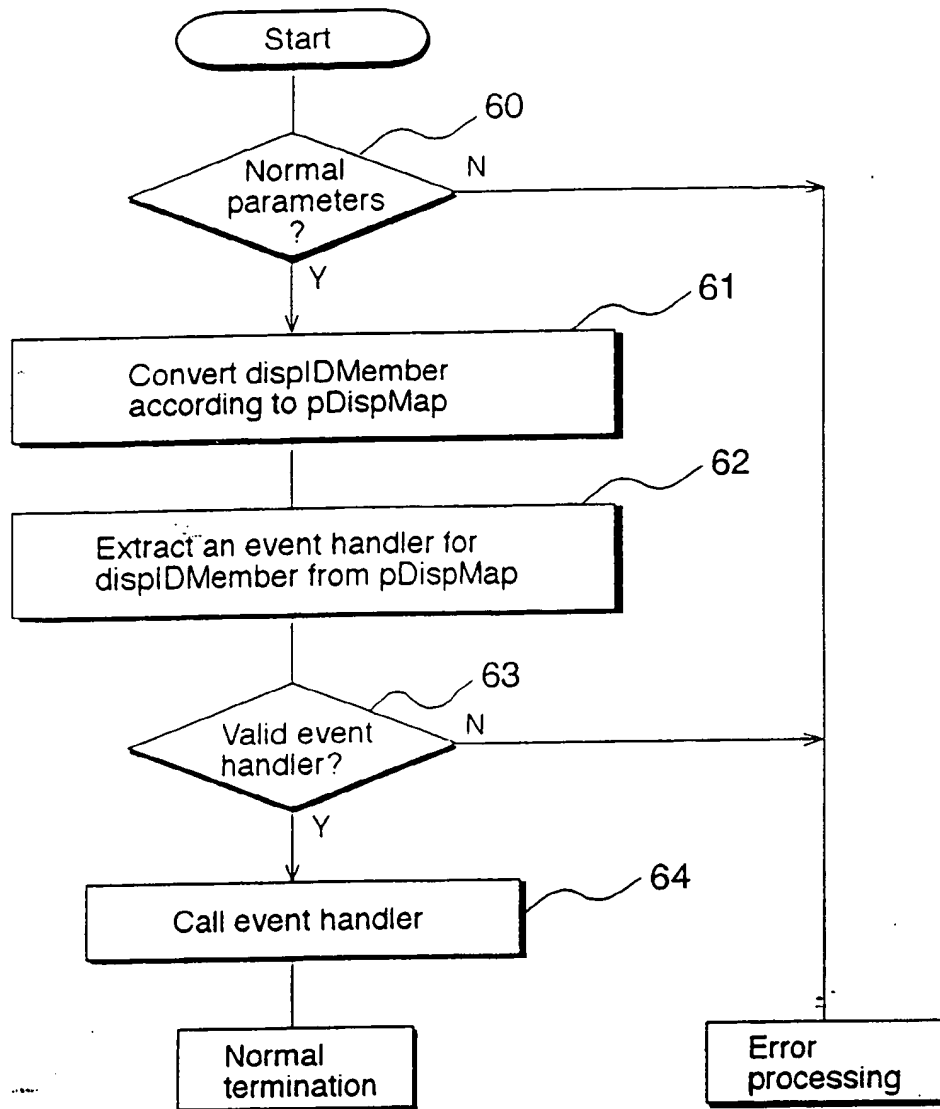 Start
60
Normal
parameters
?
N
Y
61
Convert dispIDMember
according to pDispMap
62
Extract an event handler for
dispIDMember from pDispMap
63
Valid event
handler?
N
Y
64
Call event handler
Normal
termination
Error
processing